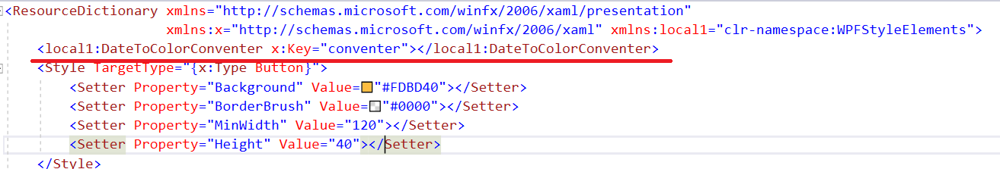 <ResourceDictionary xmlns="http://schemas.microsoft.com/winfx/2006/xaml/presentation"
xmlns:x="http://schemas.microsoft.com/winfx/2006/xaml" xmlns:local1="clr-namespace:WPFStyleElements">
<local1:DateToColorConventer x:Key="conventer"></local1:DateToColorConventer>
<Style TargetType="{x:Type Button}">
<Setter Property="Background" Value="#FDBD40"></Setter>
<Setter Property="BorderBrush" Value="#0000"></Setter>
<Setter Property="MinWidth" Value="120"></Setter>
<Setter Property="Height" Value="40"></Setter>
</Style>